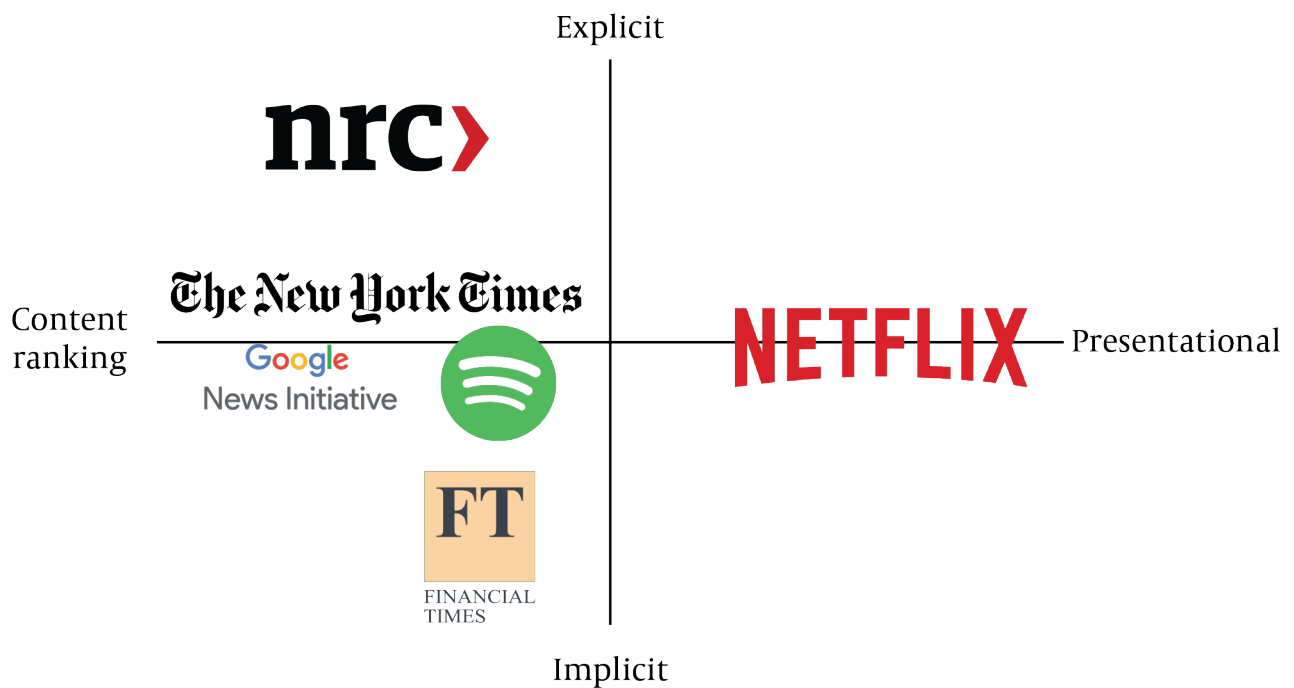 Explicit
nrc
The New York Times
Content
ranking
Google
News Initiative
NETFLIX
Presentational
FT
FINANCIAL
TIMES
Implicit